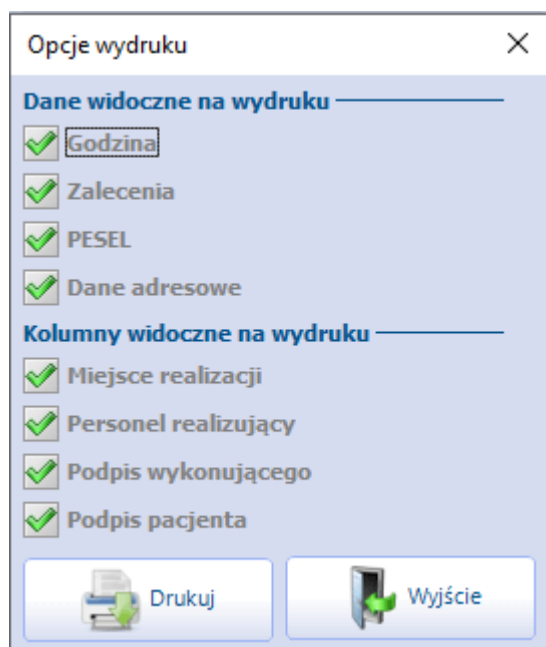 Opcje wydruku
Dane widoczne na wydruku
Godzina
Zalecenia
PESEL
Dane adresowe
Kolumny widoczne na wydruku
Miejsce realizacji
Personel realizujący
Podpis wykonującego
Podpis pacjenta
Drukuj
Wyjście